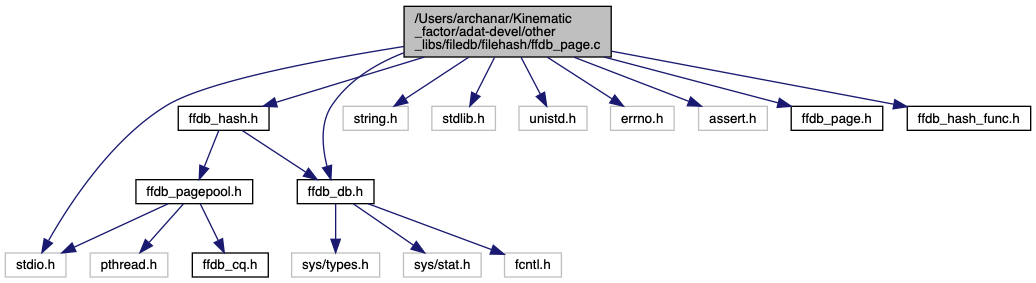 /Users/archanar/Kinematic
_factor/adat-devel/other
_libs/filedb/filehash/ffdb_page.c
ffdb_hash.h
string.h
stdlib.h
unistd.h
errno.h
assert.h
ffdb_page.h
ffdb_hash_func.h
ffdb_pagepool.h
ffdb_db.h
stdio.h
pthread.h
ffdb_cq.h
sys/types.h
sys/stat.h
fcntl.h